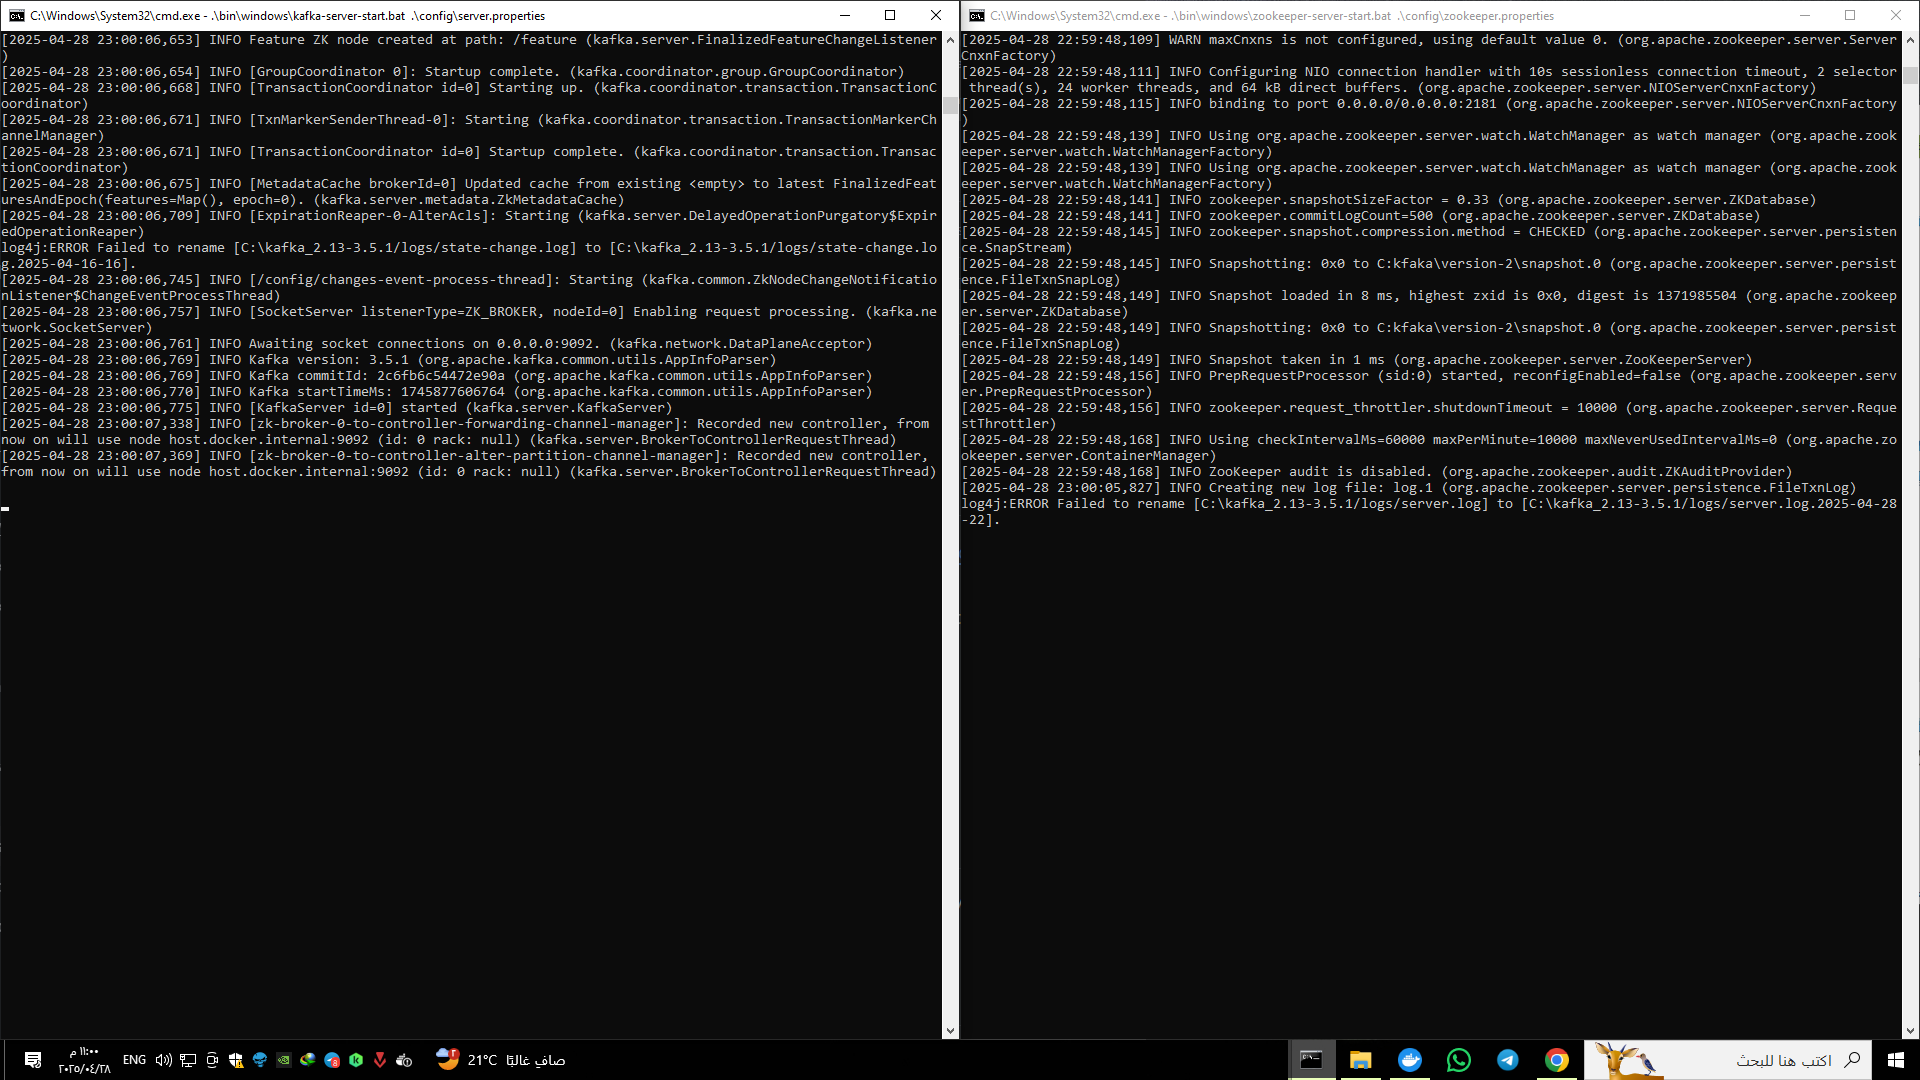 C:\Windows\System32\cmd.exe - .\bin\windows\kafka-server-start.bat .\config\server.properties
[2025-04-28 23:00:06,653] INFO Feature ZK node created at path: /feature (kafka.server.FinalizedFeatureChangeListener
)
[2025-04-28 23:00:06,654] INFO [GroupCoordinator 0]: Startup complete. (kafka.coordinator.group.GroupCoordinator)
[2025-04-28 23:00:06,668] INFO [TransactionCoordinator id=0] Starting up. (kafka.coordinator.transaction.TransactionC
oordinator)
[2025-04-28 23:00:06,671] INFO [TxnMarkerSenderThread-0]: Starting (kafka.coordinator.transaction.TransactionMarkerCh
annelManager)
[2025-04-28 23:00:06,671] INFO [TransactionCoordinator id=0] Startup complete. (kafka.coordinator.transaction.Transac
tionCoordinator)
[2025-04-28 23:00:06,675] INFO [MetadataCache brokerId=0] Updated cache from existing <empty> to latest FinalizedFeat
uresAndEpoch(features=Map(), epoch=0). (kafka.server.metadata.ZkMetadataCache)
[2025-04-28 23:00:06,709] INFO [ExpirationReaper-0-AlterAcls]: Starting (kafka.server.DelayedOperationPurgatory$Expir
edOperationReaper)
log4j:ERROR Failed to rename [C:\kafka_2.13-3.5.1/logs/state-change.log] to [C:\kafka_2.13-3.5.1/logs/state-change.lo
g.2025-04-16-16].
[2025-04-28 23:00:06,745] INFO [/config/changes-event-process-thread]: Starting (kafka.common.ZkNodeChangeNotificatio
nListener$ChangeEventProcessThread)
[2025-04-28 23:00:06,757] INFO [SocketServer listenerType=ZK_BROKER, nodeId=0] Enabling request processing. (kafka.ne
twork.SocketServer)
[2025-04-28 23:00:06,761] INFO Awaiting socket connections on 0.0.0.0:9092. (kafka.network.DataPlaneAcceptor)
[2025-04-28 23:00:06,769] INFO Kafka version: 3.5.1 (org.apache.kafka.common.utils.AppInfoParser)
[2025-04-28 23:00:06,769] INFO Kafka commitId: 2c6fb6c54472e90a (org.apache.kafka.common.utils.AppInfoParser)
[2025-04-28 23:00:06,770] INFO Kafka startTimeMs: 1745877606764 (org.apache.kafka.common.utils.AppInfoParser)
[2025-04-28 23:00:06,775] INFO [KafkaServer id=0] started (kafka.server.KafkaServer)
[2025-04-28 23:00:07,338] INFO [zk-broker-0-to-controller-forwarding-channel-manager]: Recorded new controller, from
now on will use node host.docker.internal:9092 (id: 0 rack: null) (kafka.server.BrokerToControllerRequestThread)
[2025-04-28 23:00:07,369] INFO [zk-broker-0-to-controller-alter-partition-channel-manager]: Recorded new controller,
from now on will use node host.docker.internal:9092 (id: 0 rack: null) (kafka.server.BrokerToControllerRequestThread)
C:\Windows\System32\cmd.exe - .\bin\windows\zookeeper-server-start.bat .\config\zookeeper.properties
[2025-04-28 22:59:48,109] WARN maxCnxns is not configured, using default value 0. (org.apache.zookeeper.server.Server
CnxnFactory)
[2025-04-28 22:59:48,111] INFO Configuring NIO connection handler with 10s sessionless connection timeout, 2 selector
thread(s), 24 worker threads, and 64 kB direct buffers. (org.apache.zookeeper.server.NIOServerCnxnFactory)
[2025-04-28 22:59:48,115] INFO binding to port 0.0.0.0/0.0.0.0:2181 (org.apache.zookeeper.server.NIOServerCnxnFactory
)
[2025-04-28 22:59:48,139] INFO Using org.apache.zookeeper.server.watch.WatchManager as watch manager (org.apache.zook
eeper.server.watch.WatchManagerFactory)
[2025-04-28 22:59:48,139] INFO Using org.apache.zookeeper.server.watch.WatchManager as watch manager (org.apache.zook
eeper.server.watch.WatchManagerFactory)
[2025-04-28 22:59:48,141] INFO zookeeper.snapshotSizeFactor = 0.33 (org.apache.zookeeper.server.ZKDatabase)
[2025-04-28 22:59:48,141] INFO zookeeper.commitLogCount=500 (org.apache.zookeeper.server.ZKDatabase)
[2025-04-28 22:59:48,145] INFO zookeeper.snapshot.compression.method = CHECKED (org.apache.zookeeper.server.persisten
ce.SnapStream)
[2025-04-28 22:59:48,145] INFO Snapshotting: 0x0 to C:kfaka\version-2\snapshot.0 (org.apache.zookeeper.server.persist
ence.FileTxnSnapLog)
[2025-04-28 22:59:48,149] INFO Snapshot loaded in 8 ms, highest zxid is 0x0, digest is 1371985504 (org.apache.zookeep
er.server.ZKDatabase)
[2025-04-28 22:59:48,149] INFO Snapshotting: 0x0 to C:kfaka\version-2\snapshot.0 (org.apache.zookeeper.server.persist
ence.FileTxnSnapLog)
[2025-04-28 22:59:48,149] INFO Snapshot taken in 1 ms (org.apache.zookeeper.server.ZooKeeperServer)
[2025-04-28 22:59:48,156] INFO PrepRequestProcessor (sid:0) started, reconfigEnabled=false (org.apache.zookeeper.serv
er.PrepRequestProcessor)
[2025-04-28 22:59:48,156] INFO zookeeper.request_throttler.shutdownTimeout = 10000 (org.apache.zookeeper.server.Reque
stThrottler)
[2025-04-28 22:59:48,168] INFO Using checkIntervalMs=60000 maxPerMinute=10000 maxNeverUsedIntervalMs=0 (org.apache.zo
okeeper.server.ContainerManager)
[2025-04-28 22:59:48,168] INFO ZooKeeper audit is disabled. (org.apache.zookeeper.audit.ZKAuditProvider)
[2025-04-28 23:00:05,827] INFO Creating new log file: log.1 (org.apache.zookeeper.server.persistence.FileTxnLog)
log4j:ERROR Failed to rename [C:\kafka_2.13-3.5.1/logs/server.log] to [C:\kafka_2.13-3.5.1/logs/server.log.2025-04-28
-22].
اكتب هنا للبحث
21°C صافٍ غالبًا
ENG
١١:٠٠ م
٢٠٢٥/٠٤/٢٨